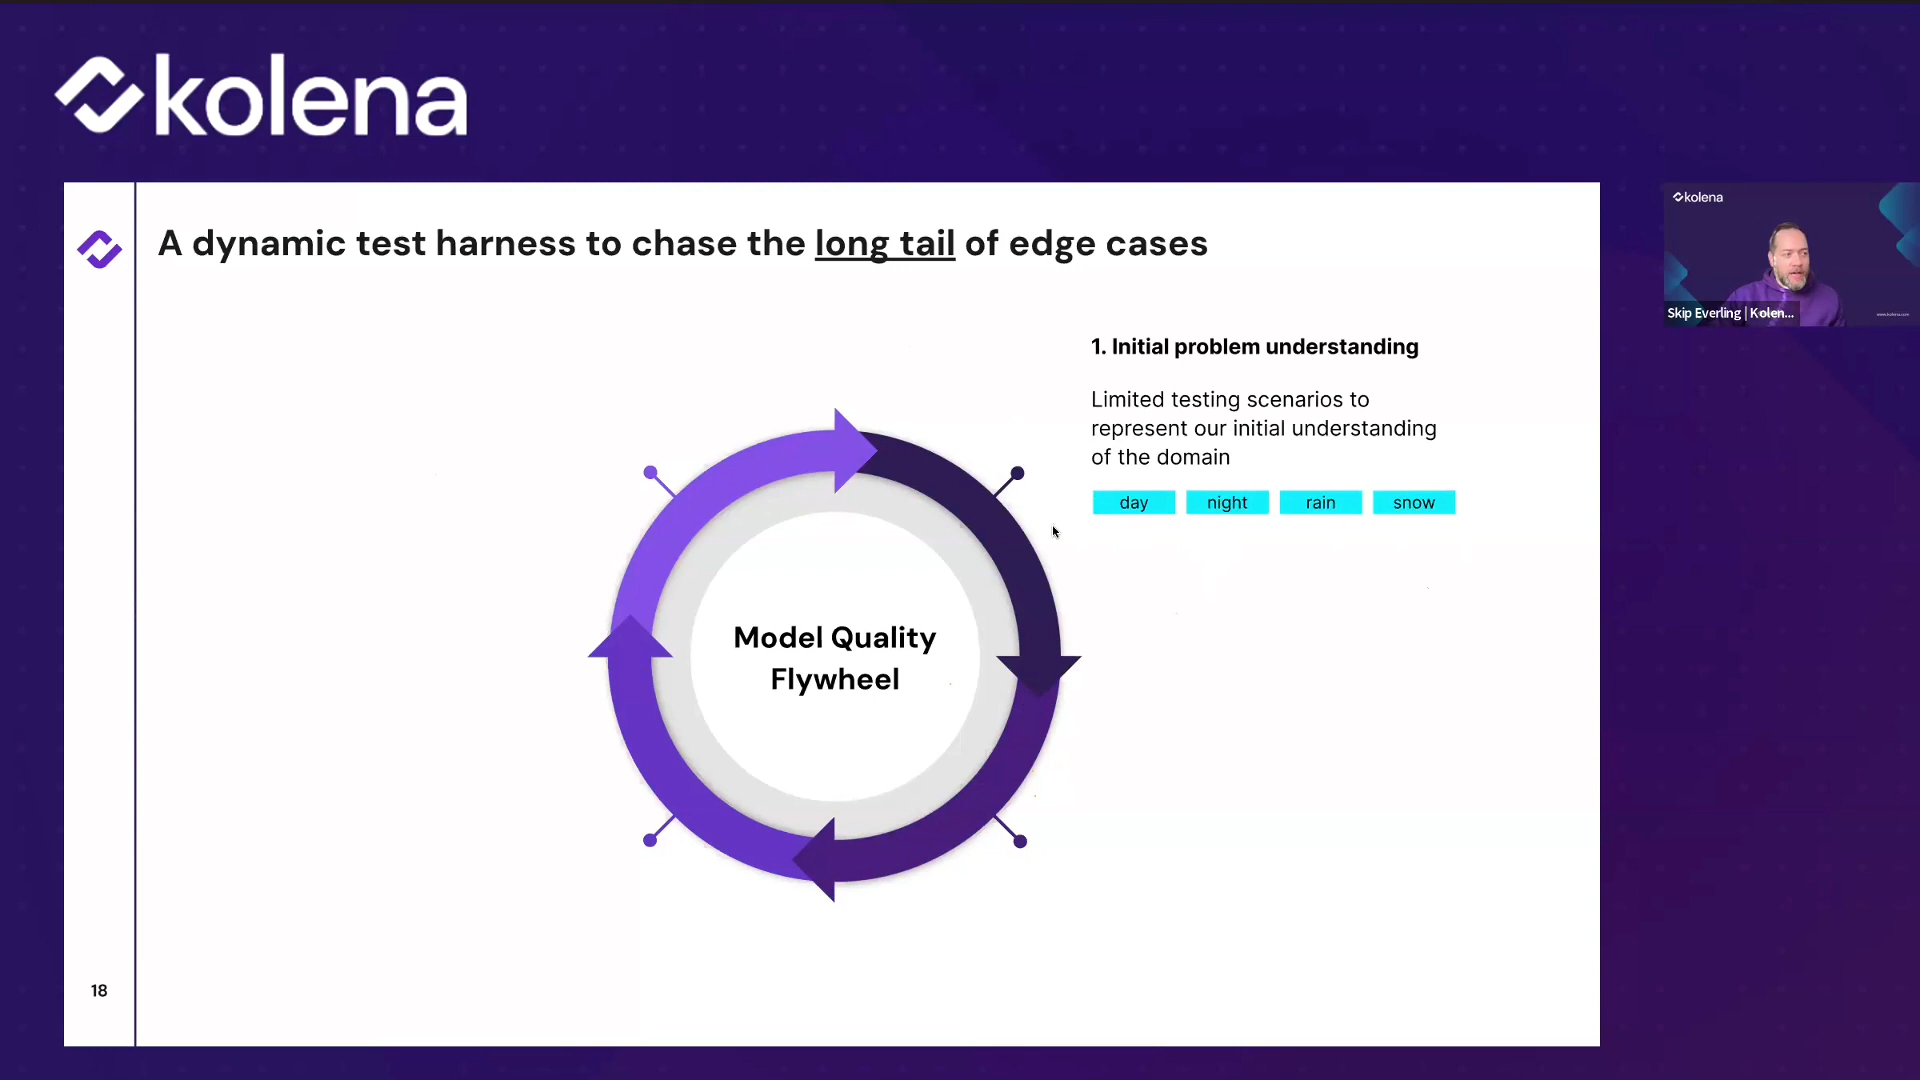 kolena
A dynamic test harness to chase the long tail of edge cases
kolena
Skip Everling | Kolen...
1. Initial problem understanding
Limited testing scenarios to
represent our initial understanding
of the domain
day night rain snow
Model Quality
Flywheel
18